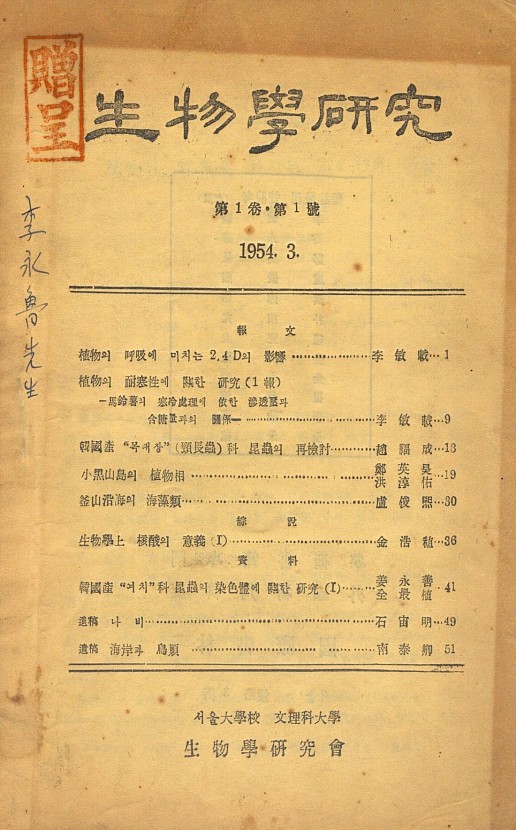 贈呈
生物學硏究
李永魯先生
第1卷·第1號
1954. 3.
報文
植物의 呼吸에 미치는 2,4-D의 影響 李敏載 1
植物의 耐寒性에 關한 硏究 (1報)
—馬鈴薯의 寒冷處理에 依한 滲透壓과
含糖量과의 關係— 李敏載 9
韓國産 "목대장" (頸長蟲) 科 昆蟲의 再檢討 趙福成 13
小黑山島의 植物相 鄭英昊 洪淳佑 19
釜山沿海의 海藻類 盧俊熙 30
綜說
生物學上 核酸의 意義 (I) 金浩稙 36
資料
韓國産 "여치" 科 昆蟲의 染色體에 關한 硏究 (I) 姜永善 全最植 41
遺稿 나비 石宙明 49
遺稿 海岸과 鳥類 南泰卿 51
서울大學校 文理科大學
生物學硏究會